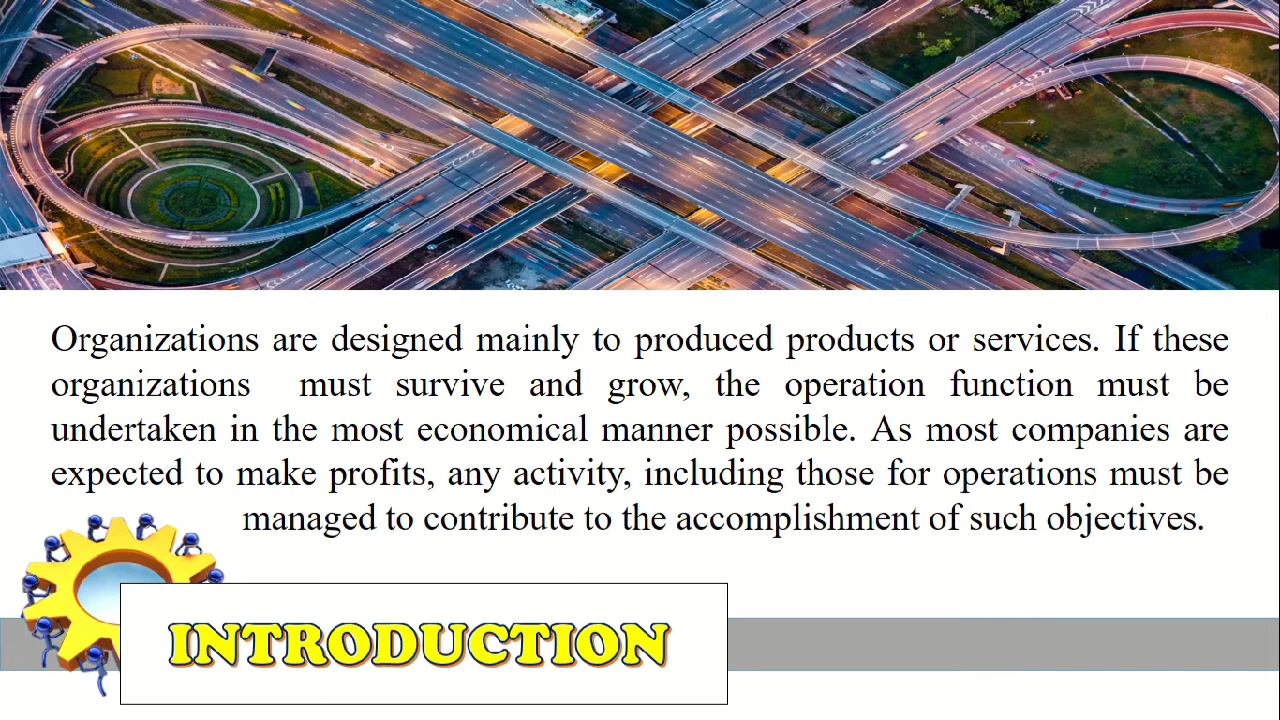 Organizations are designed mainly to produced products or services. If these
organizations must survive and grow, the operation function must be
undertaken in the most economical manner possible. As most companies are
expected to make profits, any activity, including those for operations must be
managed to contribute to the accomplishment of such objectives.
INTRODUCTION